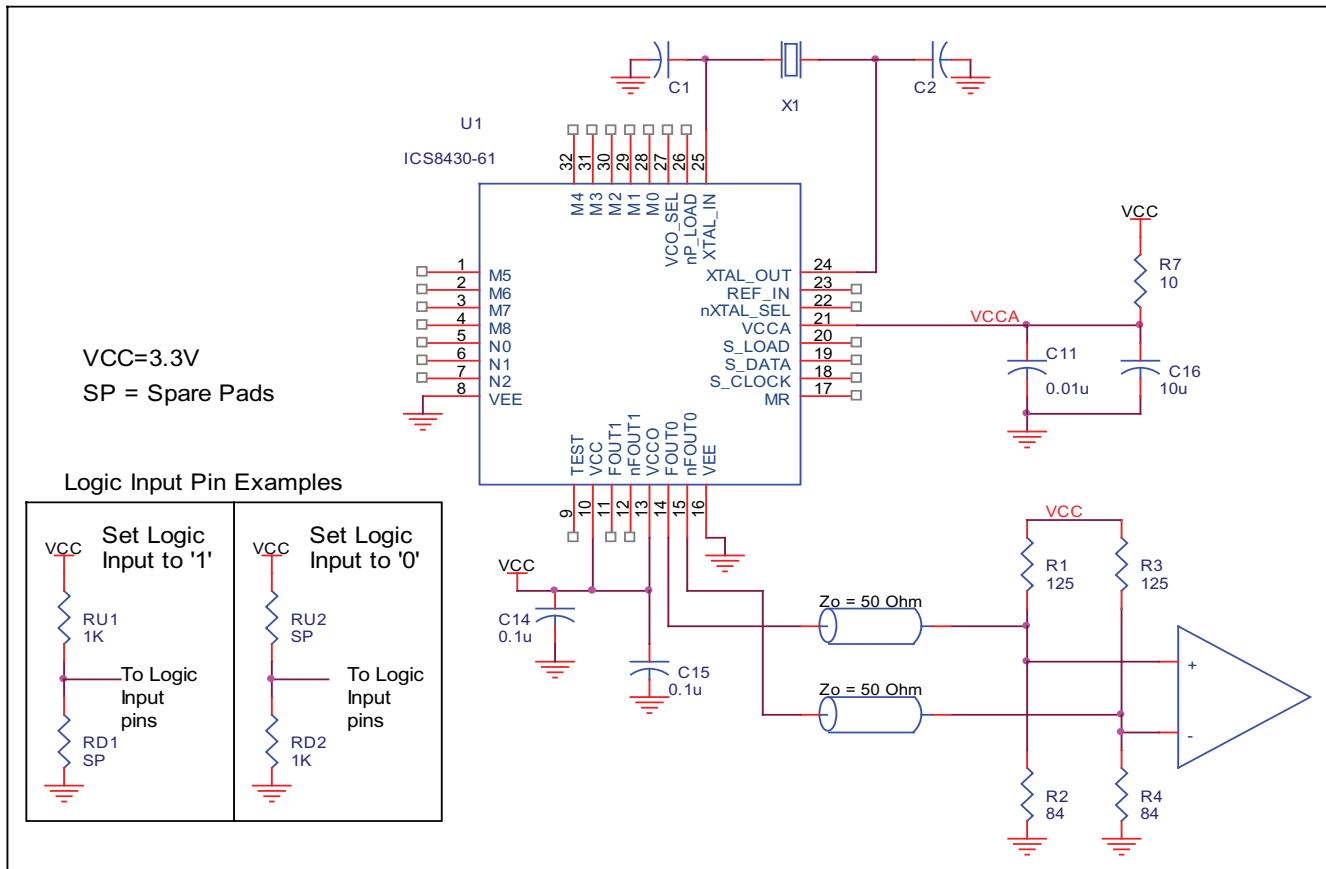 C1
X1
C2
U1
ICS8430-61
32
31
30
29
28
27
26
25
M4
M3
M2
M1
M0
VCO_SEL
nP_LOAD
XTAL_IN
1
2
3
4
5
6
7
8
M5
M6
M7
M8
N0
N1
N2
VEE
XTAL_OUT
REF_IN
nXTAL_SEL
VCCA
S_LOAD
S_DATA
S_CLOCK
MR
24
23
22
21
20
19
18
17
TEST
VCC
FOUT1
nFOUT1
VCCO
FOUT0
nFOUT0
VEE
9
10
11
12
13
14
15
16
VCC
R7
10
VCCA
C11
0.01u
C16
10u
VCC=3.3V
SP = Spare Pads
Logic Input Pin Examples
Set Logic
Input to '1'
VCC
RU1
1K
To Logic
Input
pins
RD1
SP
Set Logic
Input to '0'
VCC
RU2
SP
To Logic
Input
pins
RD2
1K
VCC
C14
0.1u
C15
0.1u
Zo = 50 Ohm
Zo = 50 Ohm
VCC
R1
125
R3
125
+
-
R2
84
R4
84